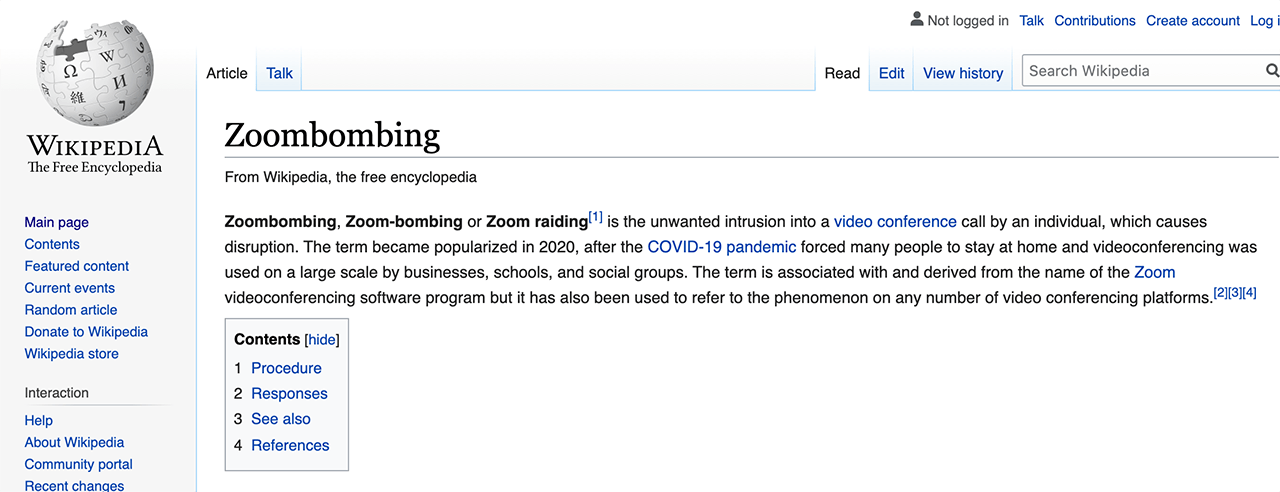 Not logged in Talk Contributions Create account Log i
Article Talk Read Edit View history Search Wikipedia
WIKIPEDIA
The Free Encyclopedia
Main page
Contents
Featured content
Current events
Random article
Donate to Wikipedia
Wikipedia store
Interaction
Help
About Wikipedia
Community portal
Recent changes
Zoombombing
From Wikipedia, the free encyclopedia
Zoombombing, Zoom-bombing or Zoom raiding[1] is the unwanted intrusion into a video conference call by an individual, which causes
disruption. The term became popularized in 2020, after the COVID-19 pandemic forced many people to stay at home and videoconferencing was
used on a large scale by businesses, schools, and social groups. The term is associated with and derived from the name of the Zoom
videoconferencing software program but it has also been used to refer to the phenomenon on any number of video conferencing platforms.[2][3][4]
Contents [hide]
1 Procedure
2 Responses
3 See also
4 References